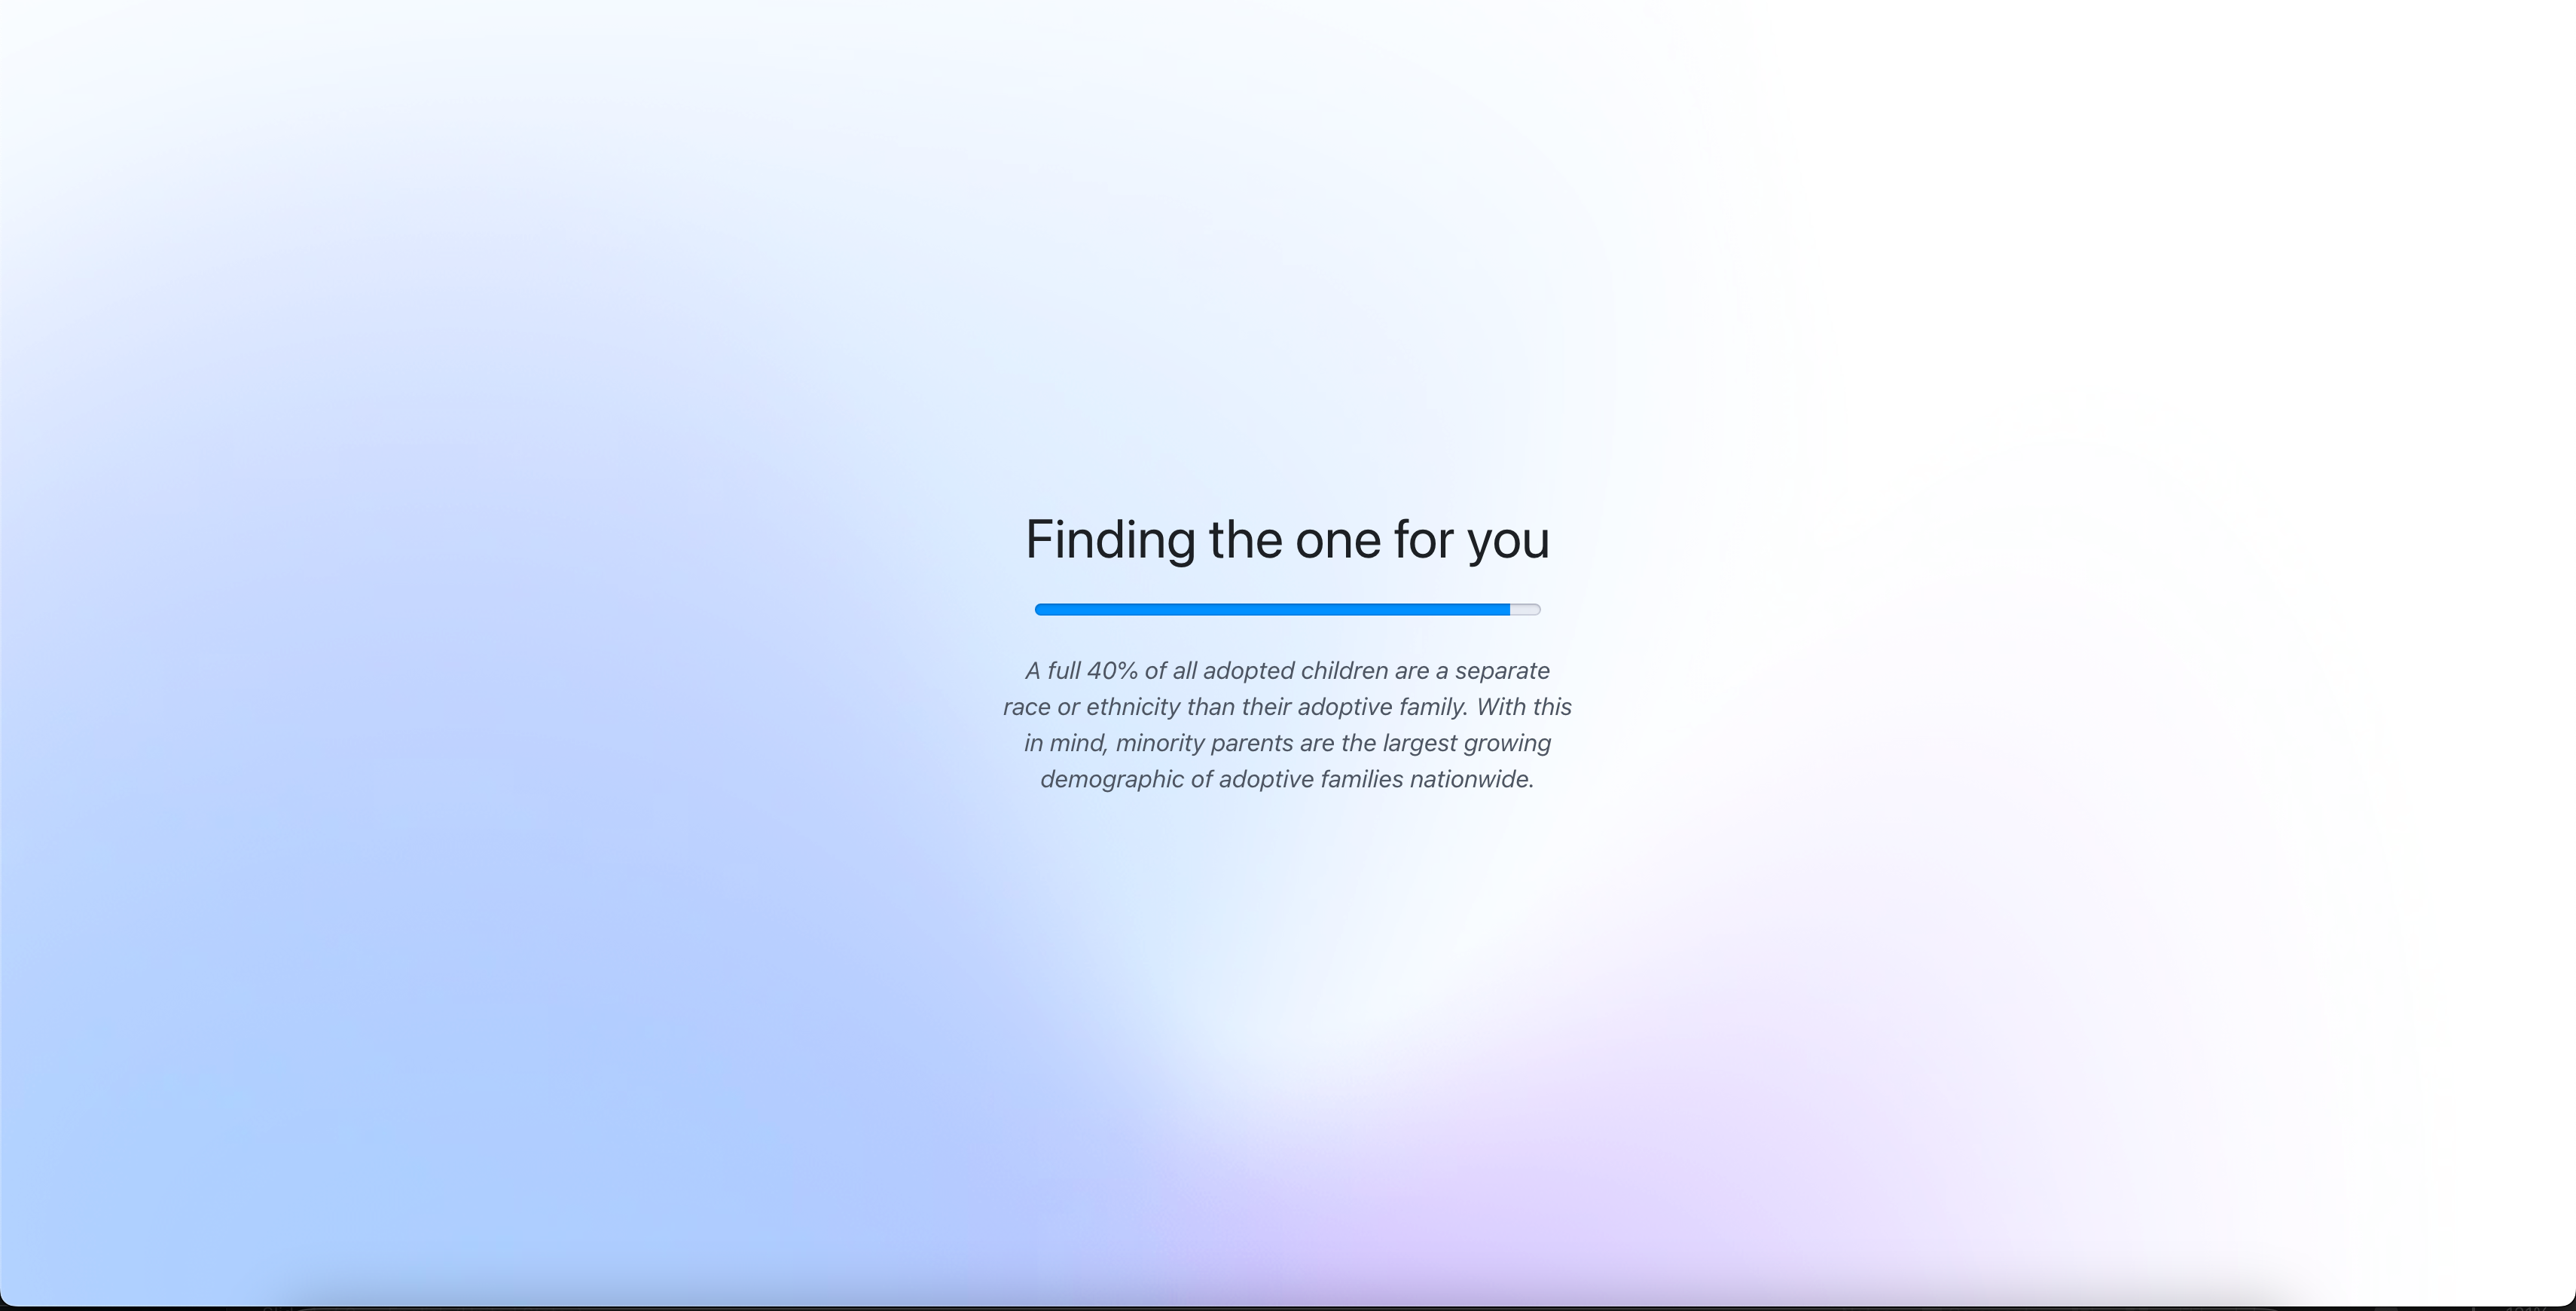 Finding the one for you
A full 40% of all adopted children are a separate
race or ethnicity than their adoptive family. With this
in mind, minority parents are the largest growing
demographic of adoptive families nationwide.